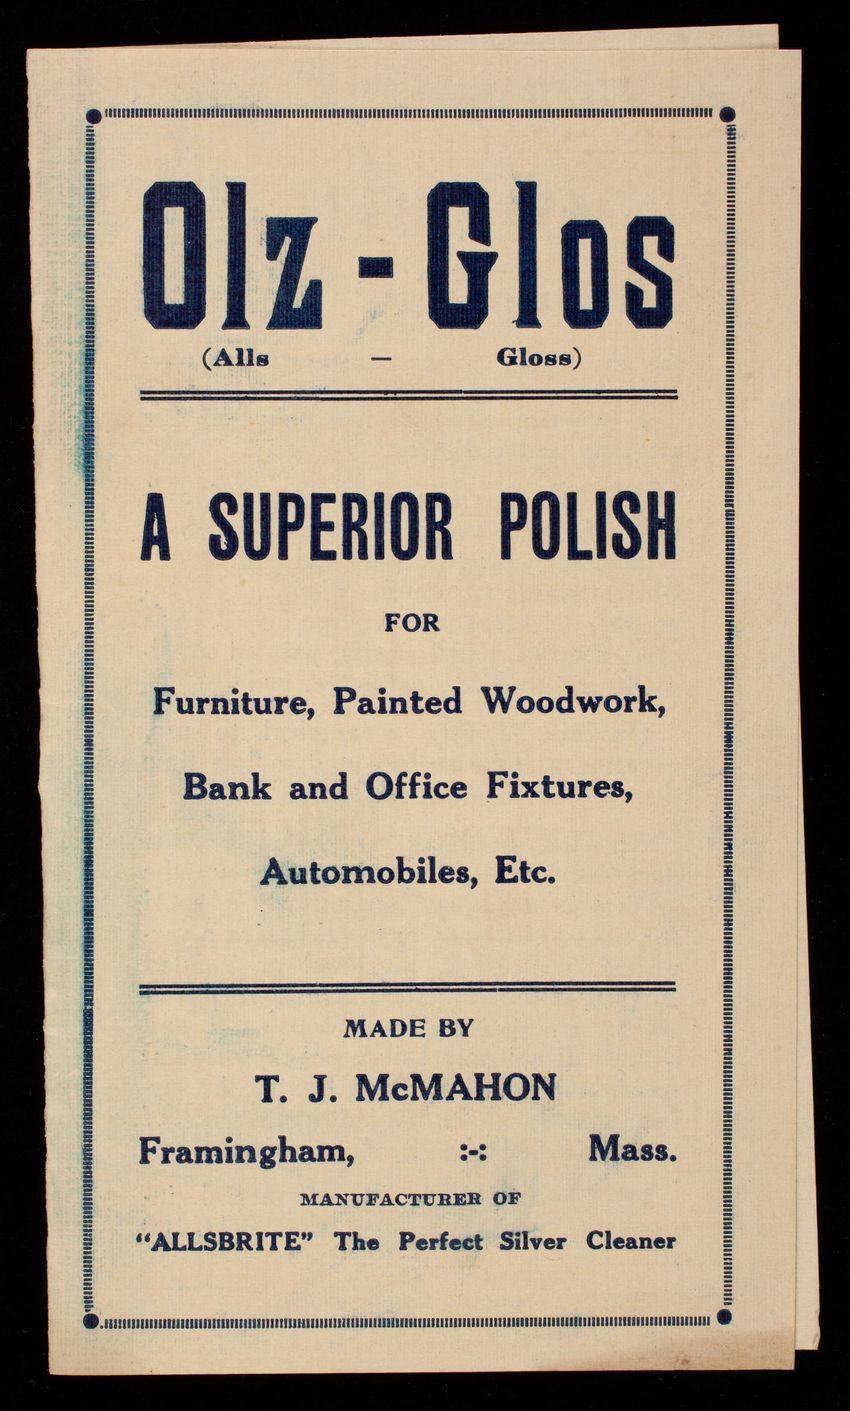 Olz-Glos
(Alls — Gloss)
A SUPERIOR POLISH
FOR
Furniture, Painted Woodwork,
Bank and Office Fixtures,
Automobiles, Etc.
MADE BY
T. J. McMAHON
Framingham, :-: Mass.
MANUFACTURER OF
“ALLSBRITE” The Perfect Silver Cleaner